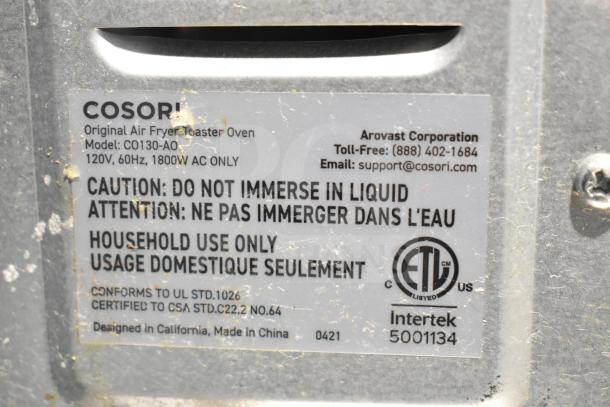 COSORI
Original Air Fryer Toaster Oven
Model: CO130-AO
120V, 60Hz, 1800W AC ONLY
Arovast Corporation
Toll-Free: (888) 402-1684
Email: support@cosori.com
CAUTION: DO NOT IMMERSE IN LIQUID
ATTENTION: NE PAS IMMERGER DANS L'EAU
HOUSEHOLD USE ONLY
USAGE DOMESTIQUE SEULEMENT
CONFORMS TO UL STD.1026
CERTIFIED TO CSA STD.C22.2 NO.64
Designed in California, Made in China 0421
C ETL CM LISTED US
Intertek
5001134